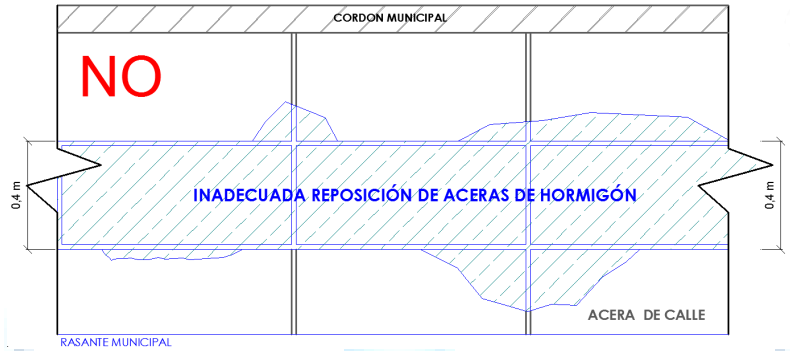 CORDON MUNICIPAL
NO
0,4 m
INADECUADA REPOSICIÓN DE ACERAS DE HORMIGÓN
0,4 m
ACERA DE CALLE
RASANTE MUNICIPAL